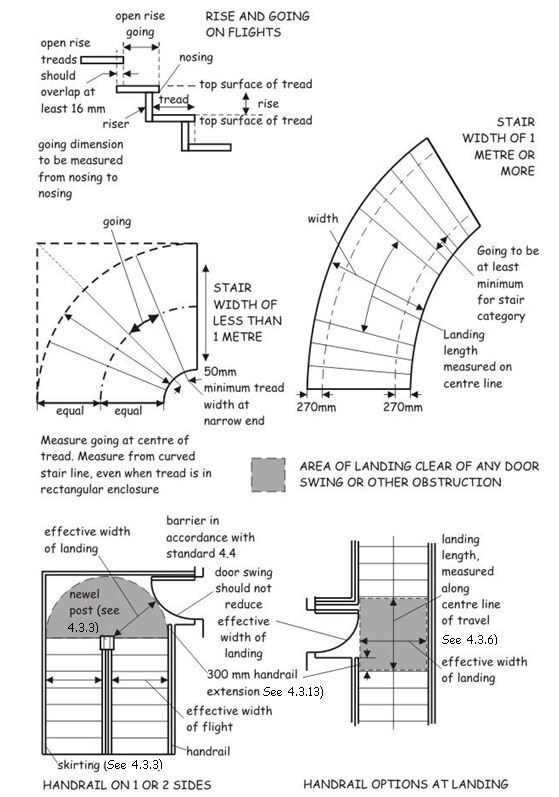 RISE AND GOING
ON FLIGHTS
open rise
going
open rise
treads
should
overlap at
least 16 mm
nosing
top surface of tread
tread
rise
riser
top surface of tread
going dimension
to be measured
from nosing to
nosing
STAIR
WIDTH OF 1
METRE OR
MORE
width
Going to be
at least
minimum
for stair
category
Landing
length
measured on
centre line
270mm
270mm
going
STAIR
WIDTH OF
LESS THAN
1 METRE
50mm
minimum tread
width at
narrow end
equal
equal
Measure going at centre of
tread. Measure from curved
stair line, even when tread is in
rectangular enclosure
AREA OF LANDING CLEAR OF ANY DOOR
SWING OR OTHER OBSTRUCTION
effective width
of landing
barrier in
accordance with
standard 4.4
door swing
should not
reduce
effective
width of
landing
newel
post (see
4.3.3)
300 mm handrail
extension See 4.3.13)
effective width
of flight
handrail
skirting (See 4.3.3)
HANDRAIL ON 1 OR 2 SIDES
landing
length,
measured
along
centre line
of travel
See 4.3.6)
effective width
of landing
HANDRAIL OPTIONS AT LANDING